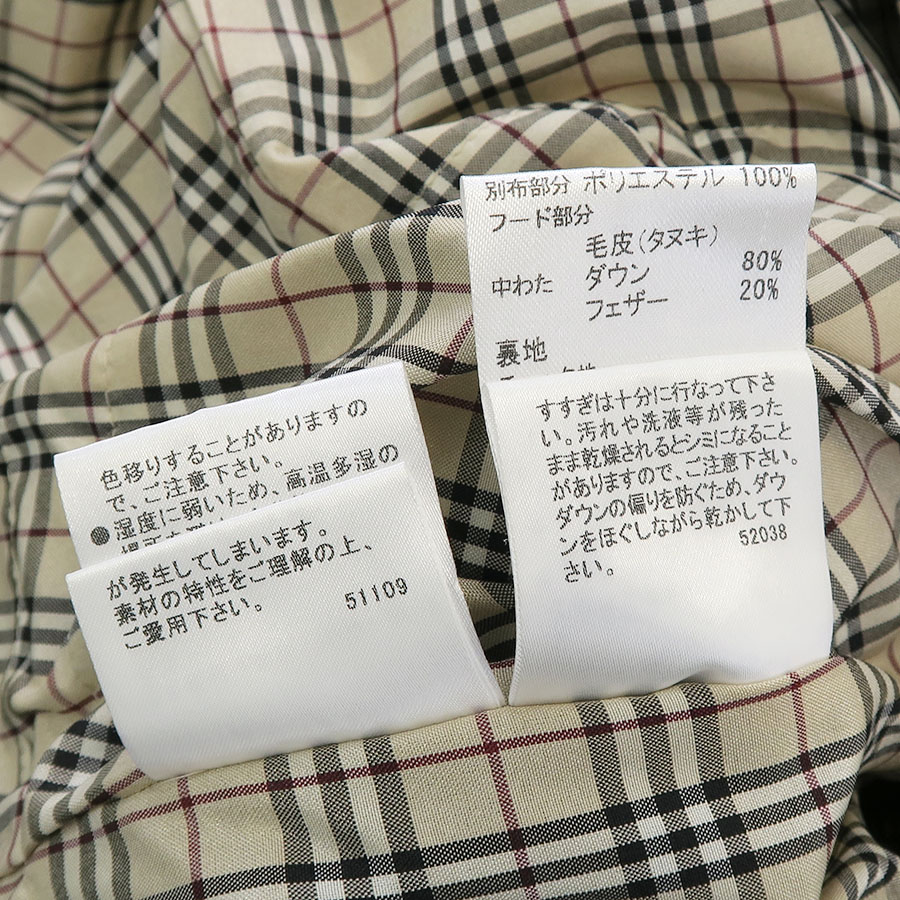 別布部分 ポリエステル 100%
フード部分
毛皮(タヌキ)
中わた ダウン 80%
フェザー 20%
裏地
すすぎは十分に行なって下さ
い。汚れや洗液等が残った
まま乾燥されるとシミになること
がありますので、ご注意下さい。
ダウンの偏りを防ぐため、ダウ
ンをほぐしながら乾かして下
さい。 52038
色移りすることがありますの
で、ご注意下さい。
●湿度に弱いため、高温多湿の
が発生してしまいます。
素材の特性をご理解の上、
ご愛用下さい。 51109